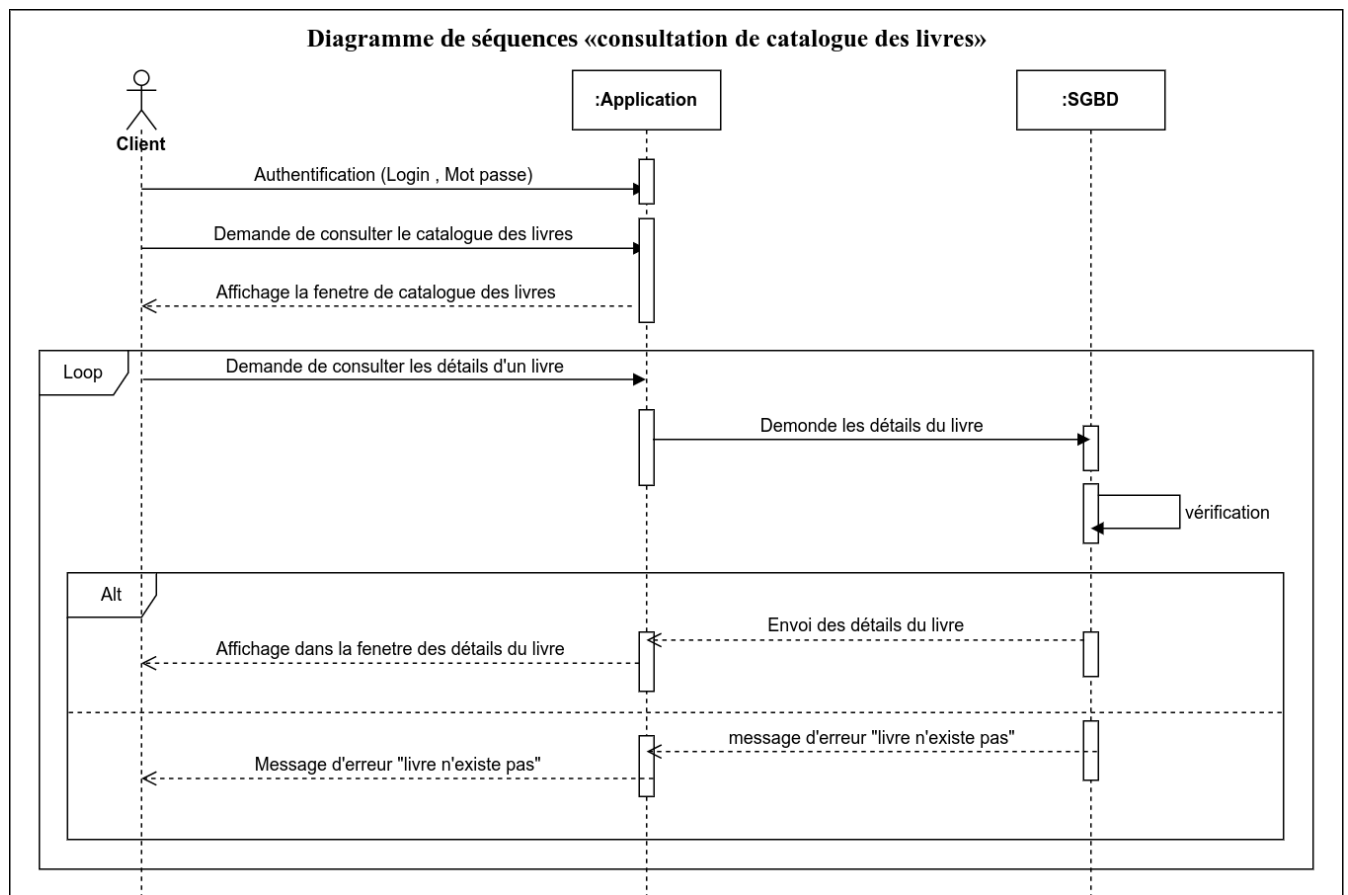 Diagramme de séquences «consultation de catalogue des livres»
Client
:Application
:SGBD
Authentification (Login , Mot passe)
Demande de consulter le catalogue des livres
Affichage la fenetre de catalogue des livres
Loop
Demande de consulter les détails d'un livre
Demonde les détails du livre
vérification
Alt
Envoi des détails du livre
Affichage dans la fenetre des détails du livre
message d'erreur "livre n'existe pas"
Message d'erreur "livre n'existe pas"